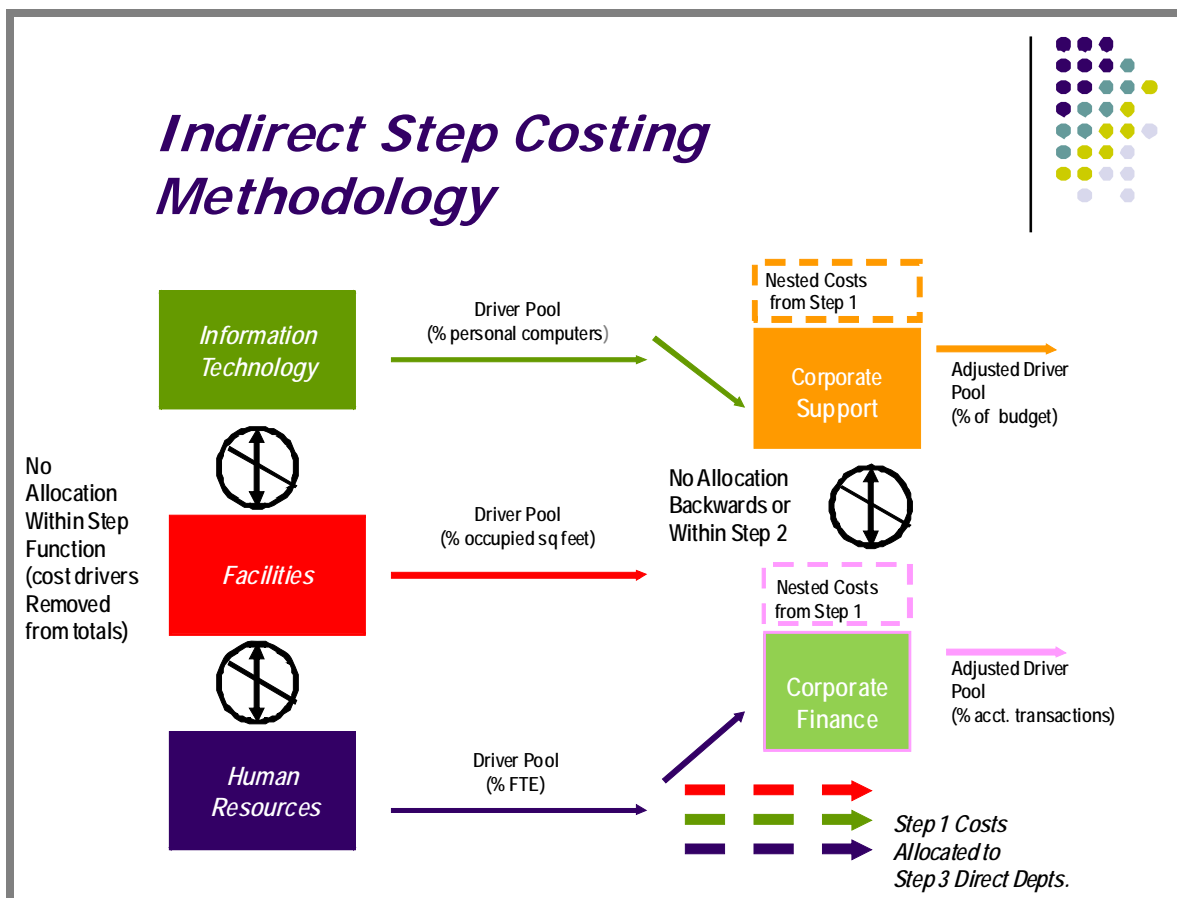 Indirect Step Costing
Methodology
Nested Costs
from Step 1
Information
Technology
Driver Pool
(% personal computers)
Corporate
Support
Adjusted Driver
Pool
(% of budget)
No
Allocation
Within Step
Function
(cost drivers
Removed
from totals)
No Allocation
Backwards or
Within Step 2
Facilities
Driver Pool
(% occupied sq feet)
Nested Costs
from Step 1
Corporate
Finance
Adjusted Driver
Pool
(% acct. transactions)
Human
Resources
Driver Pool
(% FTE)
Step 1 Costs
Allocated to
Step 3 Direct Depts.